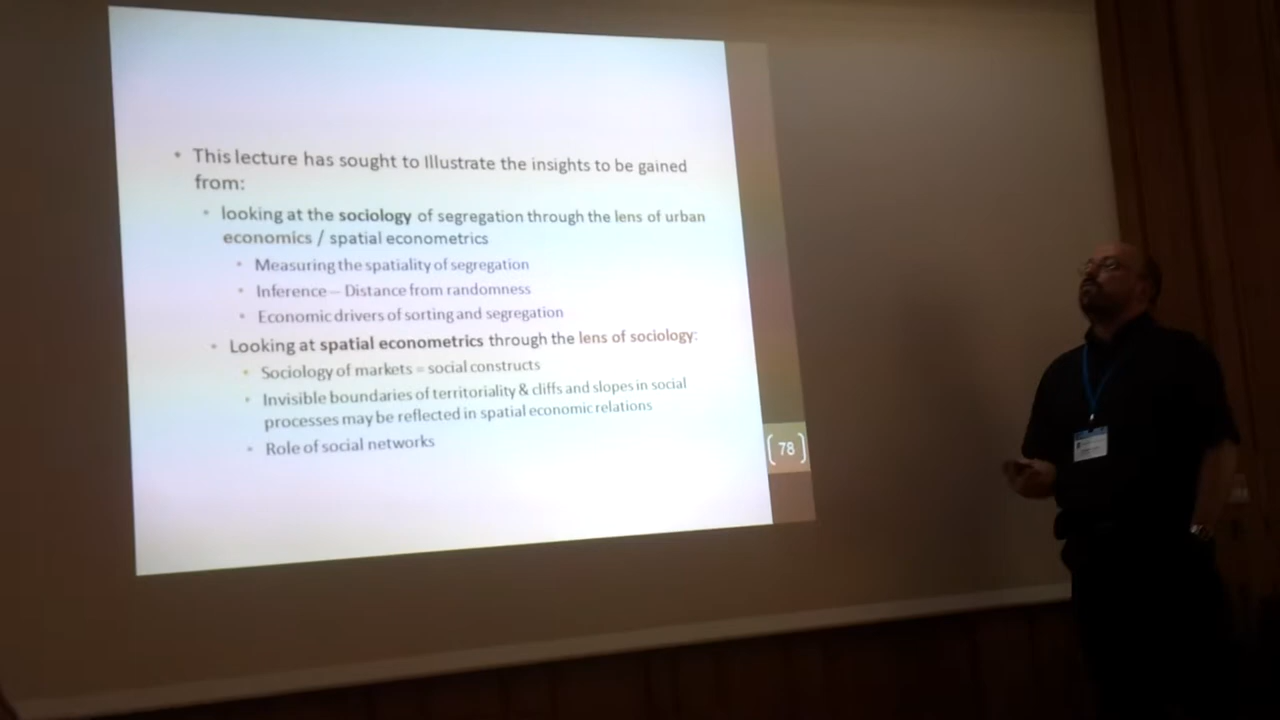 • This lecture has sought to Illustrate the insights to be gained
from:
• looking at the sociology of segregation through the lens of urban
economics / spatial econometrics
• Measuring the spatiality of segregation
• Inference – Distance from randomness
• Economic drivers of sorting and segregation
• Looking at spatial econometrics through the lens of sociology:
• Sociology of markets = social constructs
• Invisible boundaries of territoriality & cliffs and slopes in social
processes may be reflected in spatial economic relations
• Role of social networks
[78]